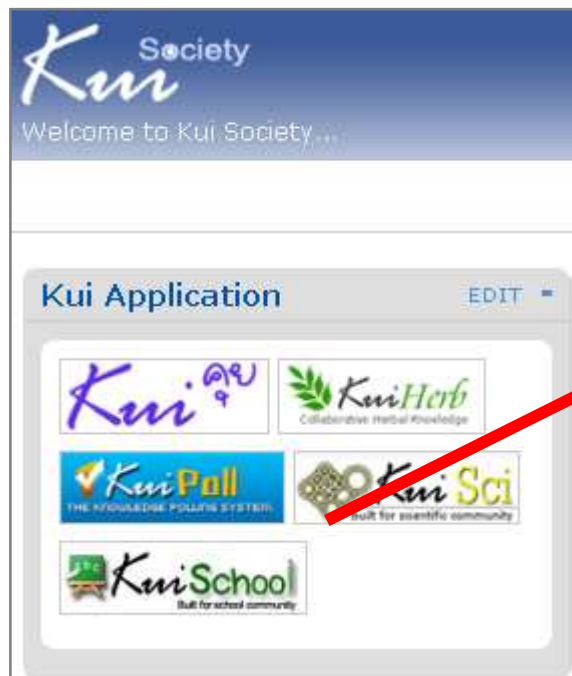 Kui Society
Welcome to Kui Society...
Kui Application EDIT -
Kui คุย
KuiHerb
Collaborative Herbal Knowledge
KuiPoll
THE KNOWLEDGE POLLING SYSTEM
Kui Sci
Built for scientific community
KuiSchool
Built for school community